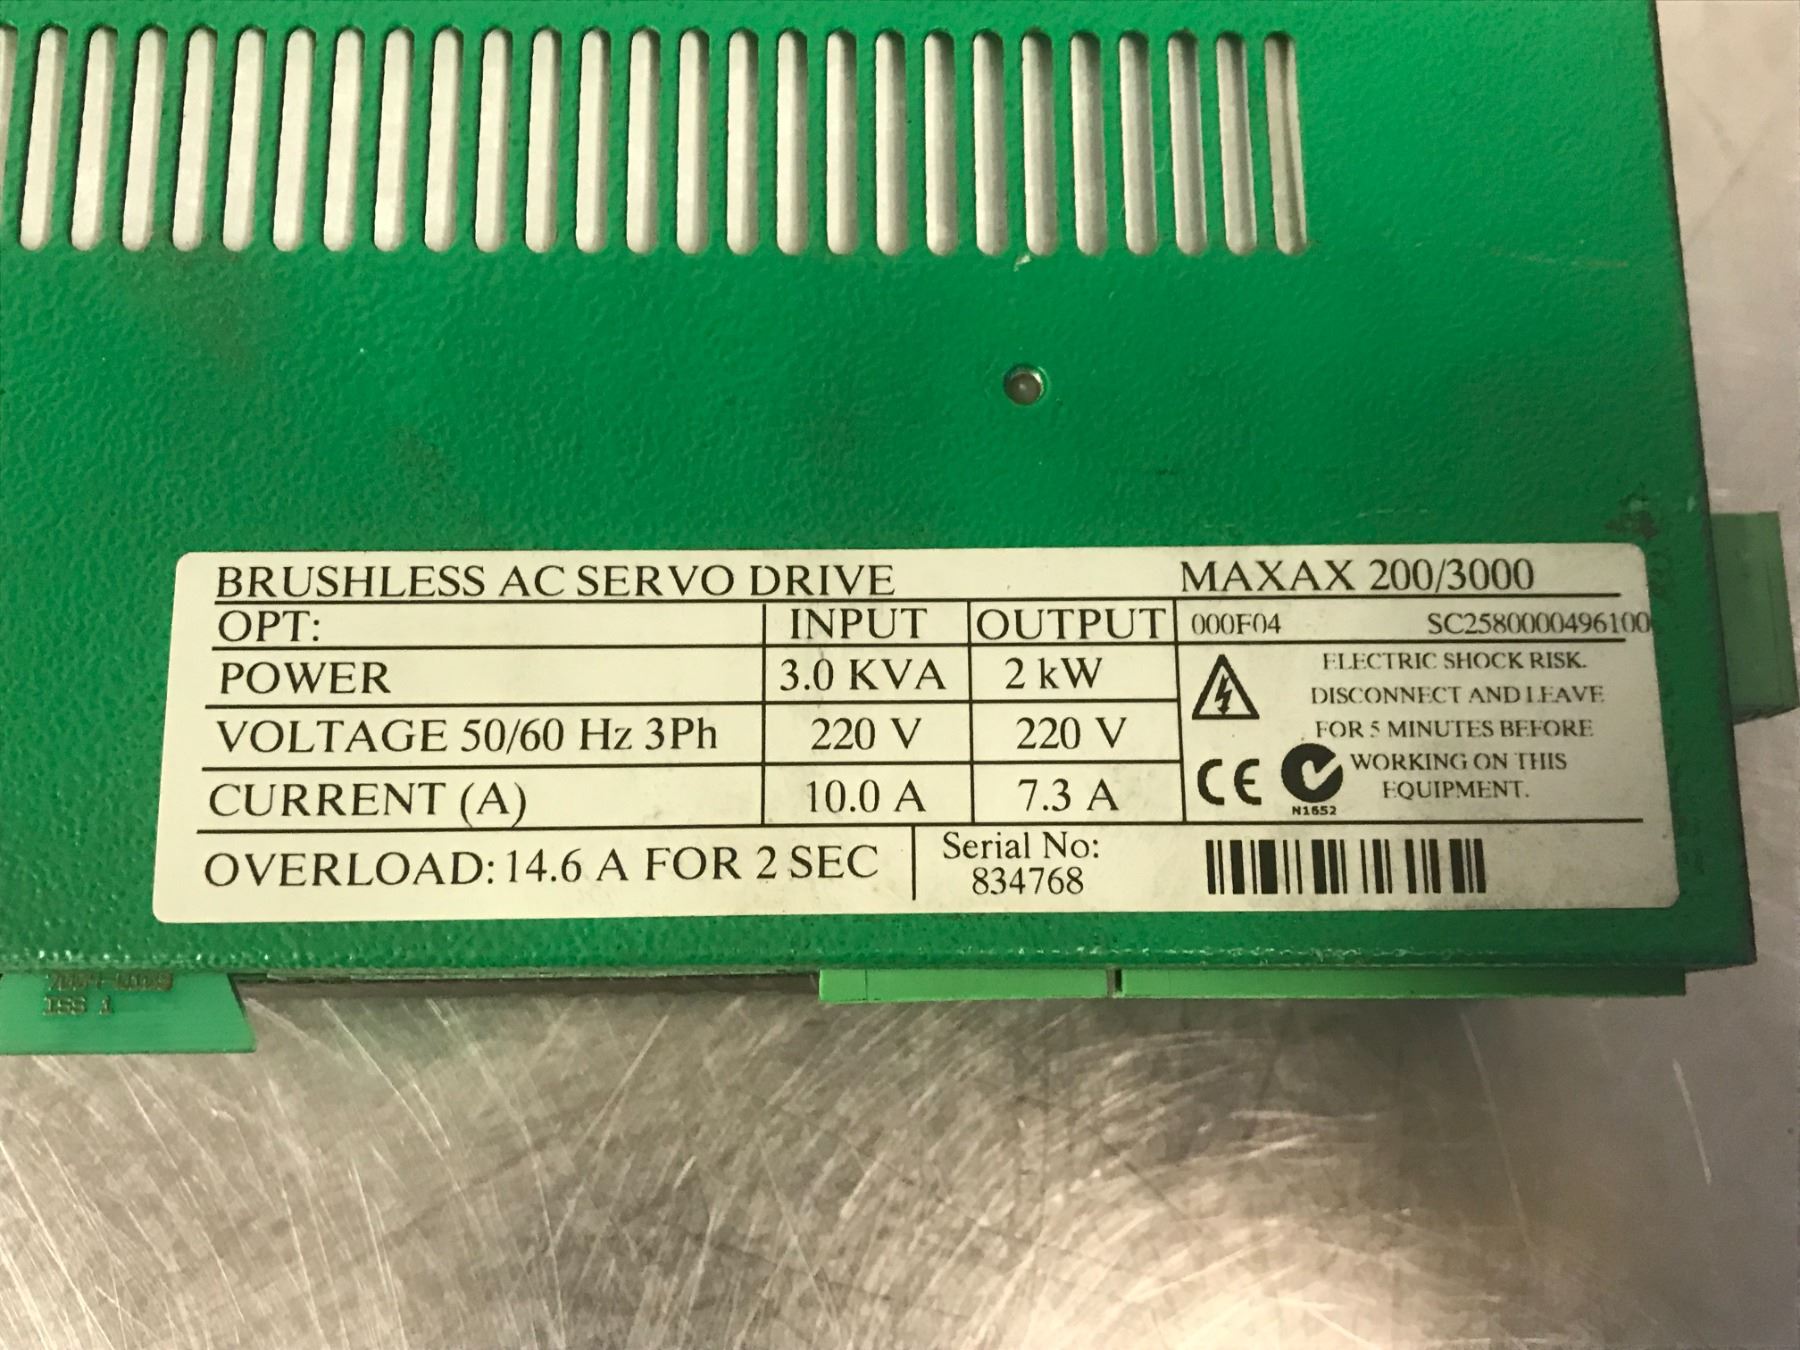 BRUSHLESS AC SERVO DRIVE MAXAX 200/3000
OPT: INPUT OUTPUT 000F04 SC25800000496100
POWER 3.0 KVA 2 kW
VOLTAGE 50/60 Hz 3Ph 220 V 220 V
CURRENT (A) 10.0 A 7.3 A
ELECTRIC SHOCK RISK.
DISCONNECT AND LEAVE
FOR 5 MINUTES BEFORE
WORKING ON THIS
EQUIPMENT.
CE
N1652
OVERLOAD: 14.6 A FOR 2 SEC
Serial No:
834768
ISS 1